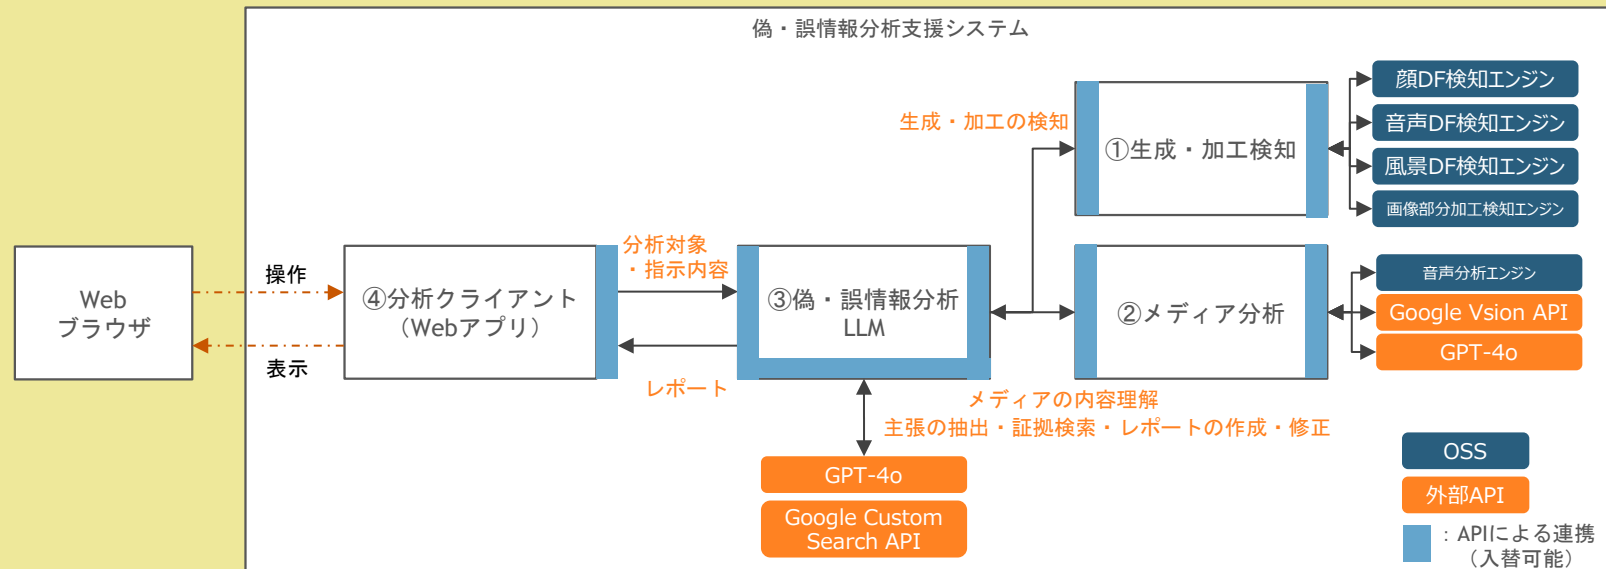 偽・誤情報分析支援システム
生成・加工の検知
①生成・加工検知
顔DF検知エンジン
音声DF検知エンジン
風景DF検知エンジン
画像部分加工検知エンジン
Web
ブラウザ
操作
表示
④分析クライアント
(Webアプリ)
分析対象
・指示内容
レポート
③偽・誤情報分析
LLM
②メディア分析
音声分析エンジン
Google Vsion API
GPT-4o
メディアの内容理解
主張の抽出・証拠検索・レポートの作成・修正
GPT-4o
Google Custom
Search API
OSS
外部API
：APIによる連携
(入替可能)